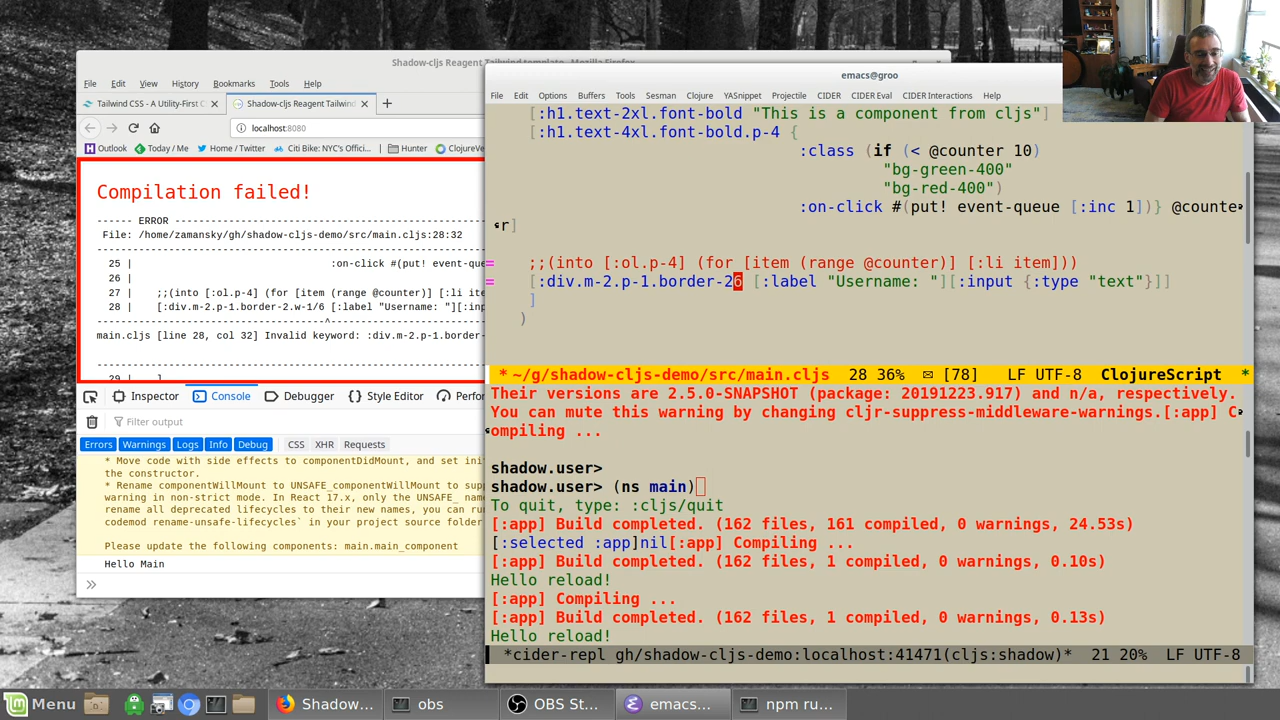 Shadow-cljs Reagent Tailwind template - Mozilla Firefox
File Edit View History Bookmarks Tools Help
Tailwind CSS - A Utility-First C
Shadow-cljs Reagent Tailwind
localhost:8080
Outlook Today / Me Home / Twitter Citi Bike: NYC's Offici… Hunter ClojureVe
Compilation failed!
------ ERROR
File: /home/zamansky/gh/shadow-cljs-demo/src/main.cljs:28:32
25 | :on-click #(put! event-queue
26 |
27 | ;;(into [:ol.p-4] (for [item (range @counter)] [:li ite
28 | [:div.m-2.p-1.border-2.w-1/6 [:label "Username: "][:inp
main.cljs [line 28, col 32] Invalid keyword: :div.m-2.p-1.border-
29 | ]
Inspector Console Debugger Style Editor Perfor
Filter output
Errors Warnings Logs Info Debug CSS XHR Requests
* Move code with side effects to componentDidMount, and set ini
the constructor.
* Rename componentWillMount to UNSAFE_componentWillMount to sup
warning in non-strict mode. In React 17.x, only the UNSAFE_ name
rename all deprecated lifecycles to their new names, you can run
codemod rename-unsafe-lifecycles` in your project source folder
Please update the following components: main.main_component
Hello Main
»
emacs@groo
File Edit Options Buffers Tools Sesman Clojure YASnippet Projectile CIDER CIDER Eval CIDER Interactions Help
[:h1.text-2xl.font-bold "This is a component from cljs"]
[:h1.text-4xl.font-bold.p-4 {
:class (if (< @counter 10)
"bg-green-400"
"bg-red-400")
:on-click #(put! event-queue [:inc 1])} @counte
r]
;;(into [:ol.p-4] (for [item (range @counter)] [:li item]))
[:div.m-2.p-1.border-26 [:label "Username: "][:input {:type "text"}]]
]
)
* ~/g/shadow-cljs-demo/src/main.cljs 28 36% ✉ [78] LF UTF-8 ClojureScript *
Their versions are 2.5.0-SNAPSHOT (package: 20191223.917) and n/a, respectively.
You can mute this warning by changing cljr-suppress-middleware-warnings.[:app] C
ompiling ...
shadow.user>
shadow.user> (ns main)
To quit, type: :cljs/quit
[:app] Build completed. (162 files, 161 compiled, 0 warnings, 24.53s)
[:selected :app]nil[:app] Compiling ...
[:app] Build completed. (162 files, 1 compiled, 0 warnings, 0.10s)
Hello reload!
[:app] Compiling ...
[:app] Build completed. (162 files, 1 compiled, 0 warnings, 0.13s)
Hello reload!
*cider-repl gh/shadow-cljs-demo:localhost:41471(cljs:shadow)* 21 20% LF UTF-8
Menu Shadow... obs OBS St... emacs... npm ru...